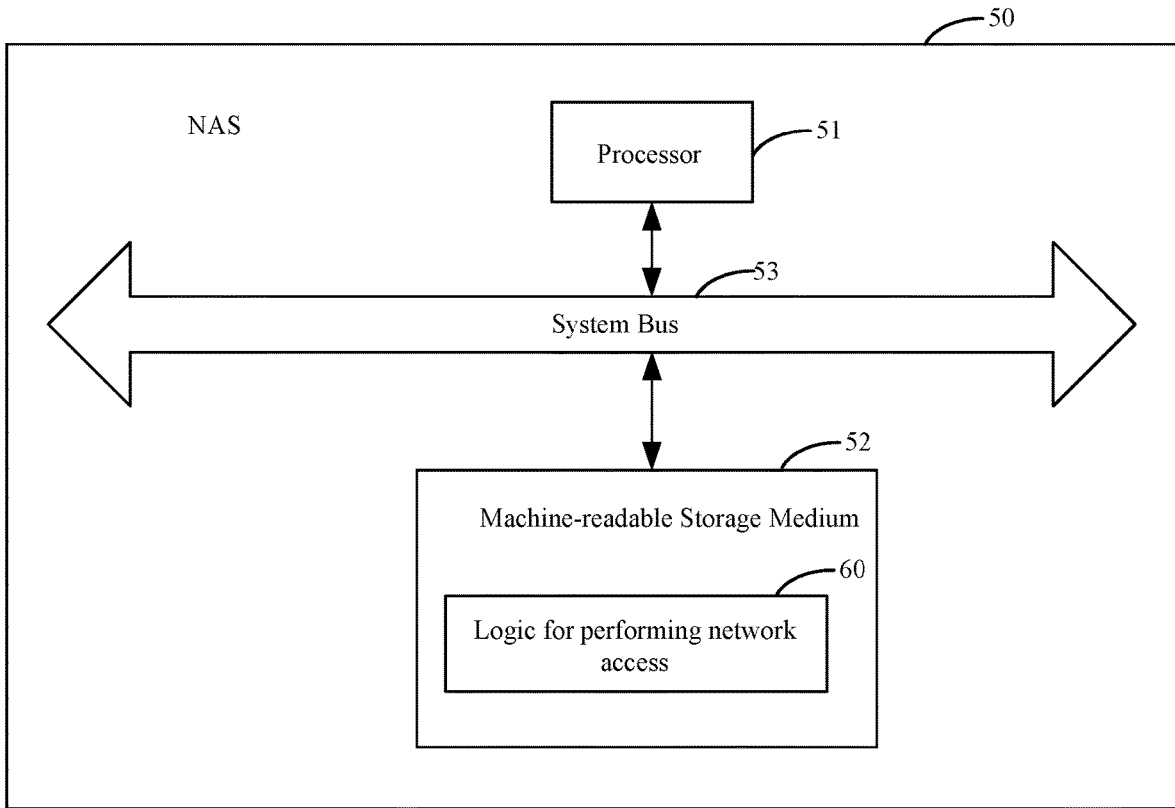 50
NAS
51
Processor
53
System Bus
52
Machine-readable Storage Medium
60
Logic for performing network
access